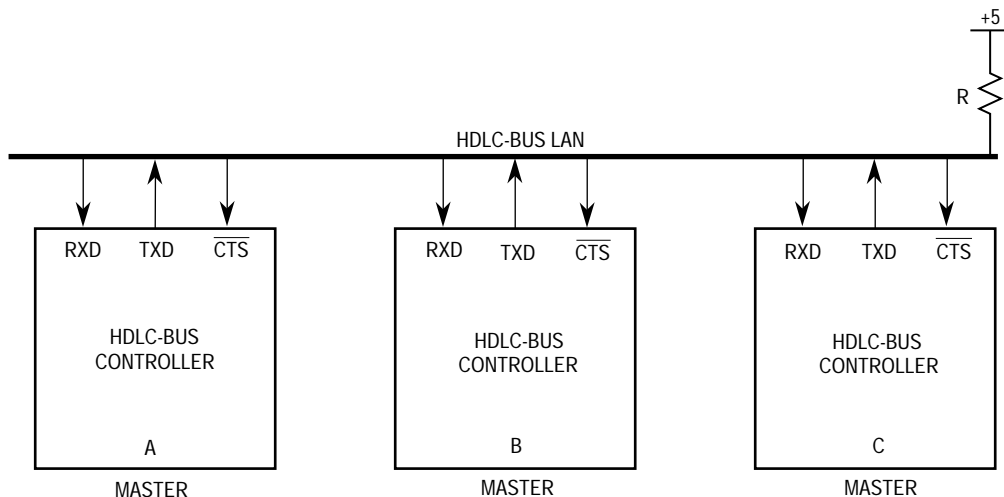 +5
R
HDLC-BUS LAN
RXD TXD CTS
RXD TXD CTS
RXD TXD CTS
HDLC-BUS
CONTROLLER
HDLC-BUS
CONTROLLER
HDLC-BUS
CONTROLLER
A
B
C
MASTER
MASTER
MASTER